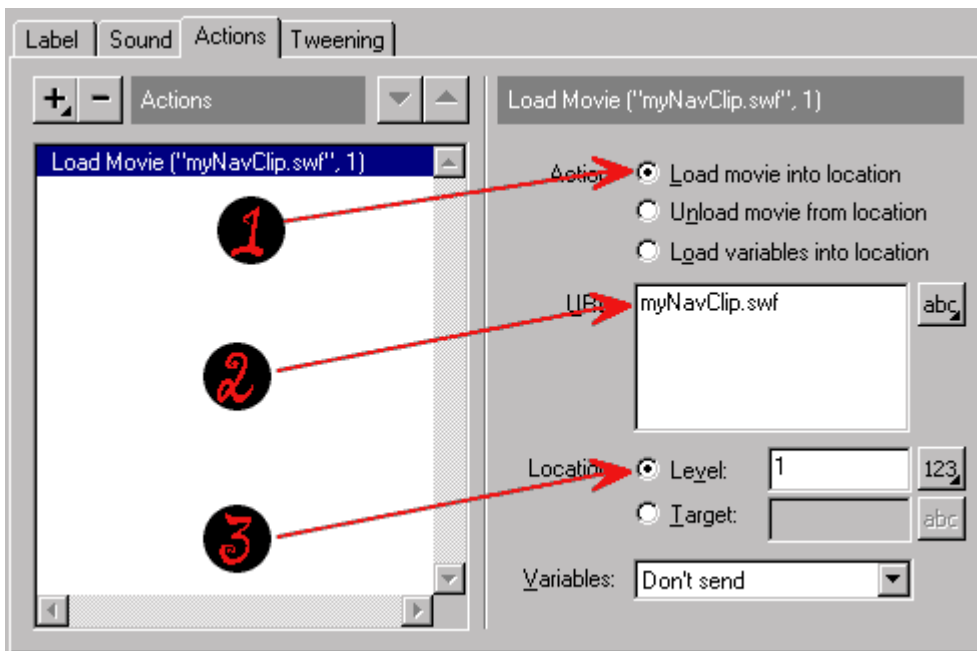 Label Sound Actions Tweening
+ - Actions
Load Movie ("myNavClip.swf", 1)
Load Movie ("myNavClip.swf", 1)
1
2
3
Action: Load movie into location
Unload movie from location
Load variables into location
URL: myNavClip.swf abc
Location: Level: 1 123
Target: abc
Variables: Don't send